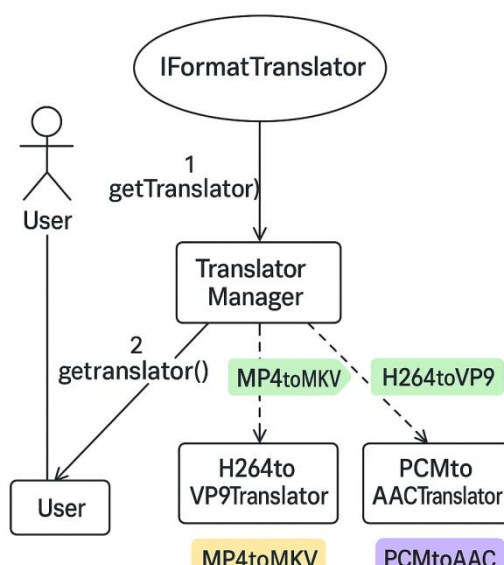 IFormatTranslator
1
getTranslator)
User
Translator
Manager
2
getranslator()
MP4toMKV
H264toVP9
User
H264to
VP9Translator
PCMto
AACTranslator
MP4toMKV
PCMtoAAC